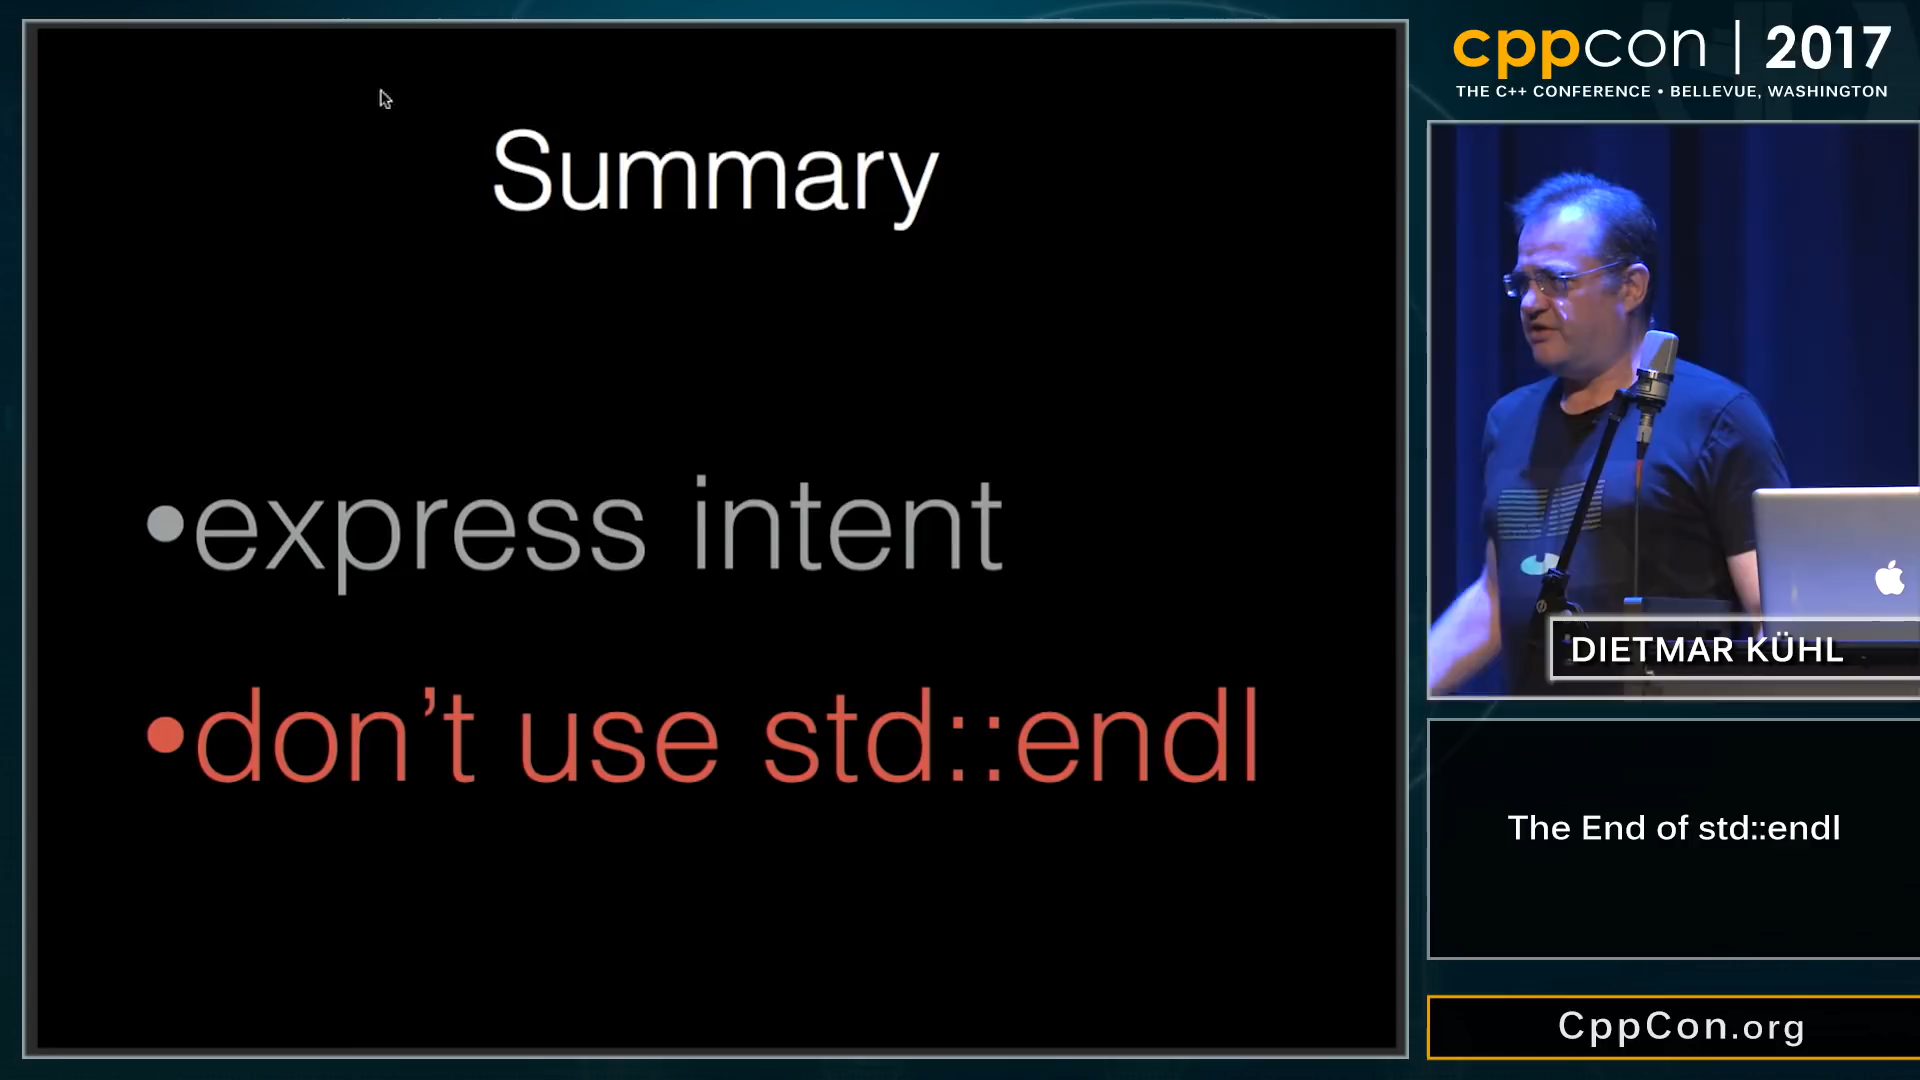 Summary
•express intent
•don’t use std::endl
cppcon | 2017
THE C++ CONFERENCE • BELLEVUE, WASHINGTON
DIETMAR KÜHL
The End of std::endl
CppCon.org